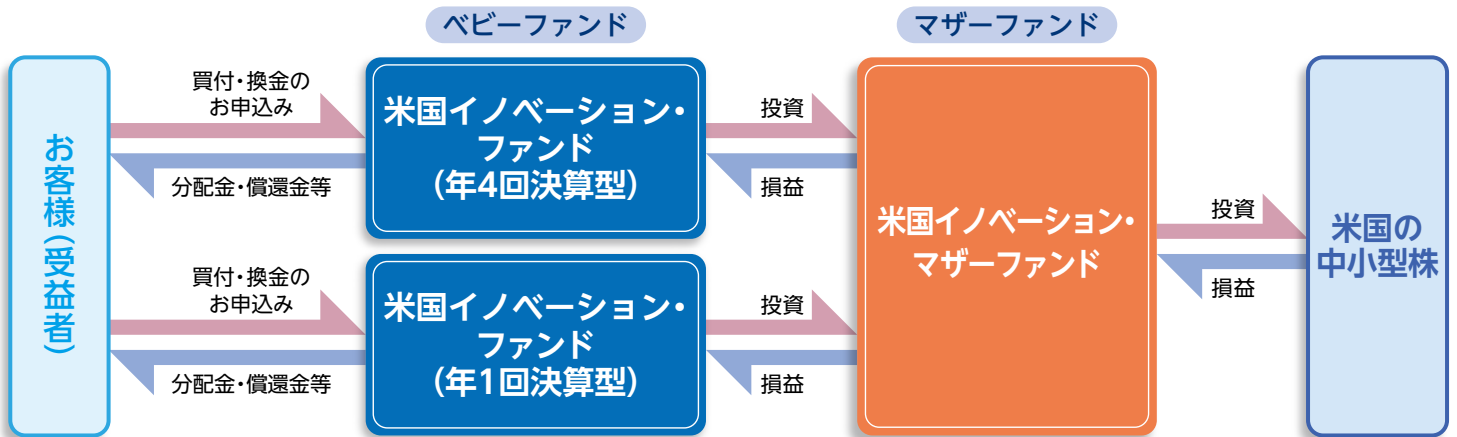 ベビーファンド
マザーファンド
お客様(受益者)
買付・換金の
お申込み
分配金・償還金等
米国イノベーション・
ファンド
(年4回決算型)
投資
損益
買付・換金の
お申込み
分配金・償還金等
米国イノベーション・
ファンド
(年1回決算型)
投資
損益
米国イノベーション・
マザーファンド
投資
損益
米国の
中小型株